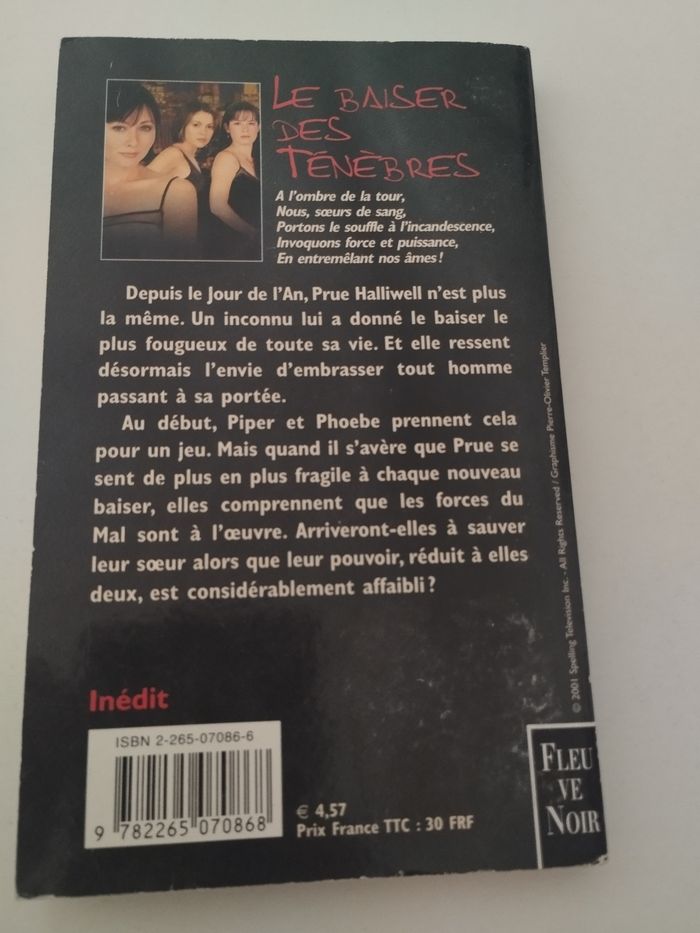 LE BAISER
DES
TÉNÈBRES
A l'ombre de la tour,
Nous, sœurs de sang,
Portons le souffle à l'incandescence,
Invoquons force et puissance,
En entremêlant nos âmes !
Depuis le Jour de l'An, Prue Halliwell n'est plus
la même. Un inconnu lui a donné le baiser le
plus fougueux de toute sa vie. Et elle ressent
désormais l'envie d'embrasser tout homme
passant à sa portée.
Au début, Piper et Phoebe prennent cela
pour un jeu. Mais quand il s'avère que Prue se
sent de plus en plus fragile à chaque nouveau
baiser, elles comprennent que les forces du
Mal sont à l'œuvre. Arriveront-elles à sauver
leur sœur alors que leur pouvoir, réduit à elles
deux, est considérablement affaibli ?
© 2001 Spelling Television Inc. - All Rights Reserved / Graphisme Pierre-Olivier Templier
Inédit
ISBN 2-265-07086-6
9 782265 070868
€ 4,57
Prix France TTC : 30 FRF
FLEU
VE
NOIR